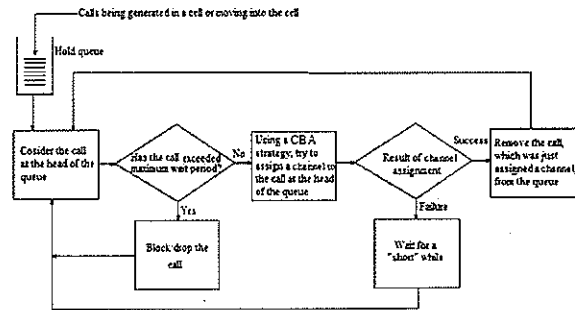 Calls being generated in a cell or moving into the cell
Hold queue
Cosider the call
at the head of the
queue
Has the call exceeded
maximum wait period?
No
Yes
Block/drop the
call
Using a CBA
strategy, try to
assign a channel to
the call at the head
of the queue
Result of channel
assignment
Success
Failure
Wait for a
"short" while
Remove the call,
which was just
assigned a channel,
from the queue